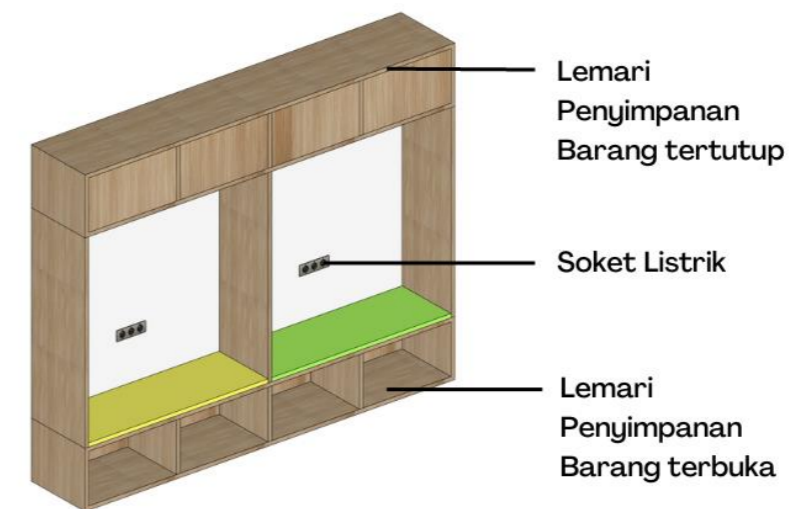 Lemari
Penyimpanan
Barang tertutup
Soket Listrik
Lemari
Penyimpanan
Barang terbuka